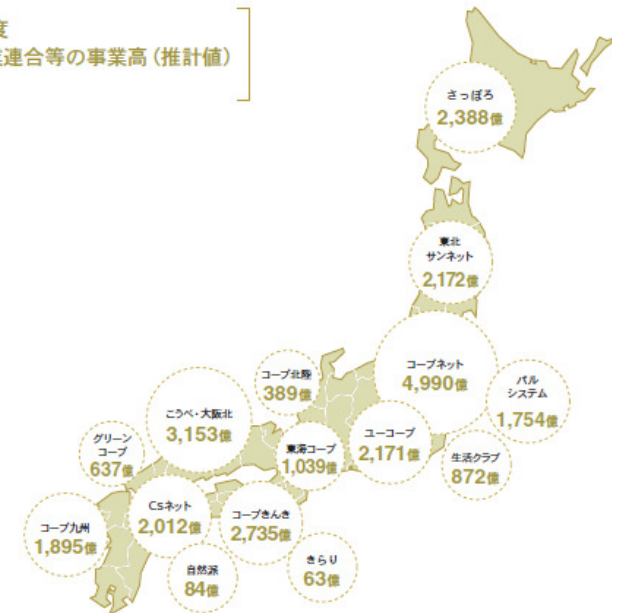 度
業連合等の事業高（推計値）
さっぽろ
2,388億
東北
サンネット
2,172億
コープネット
4,990億
パル
システム
1,754億
コープ北陸
389億
こうべ・大阪北
3,153億
東海コープ
1,039億
ユーコープ
2,171億
生活クラブ
872億
グリーン
コープ
637億
コープ九州
1,895億
CSネット
2,012億
コープきんき
2,735億
自然派
84億
きらり
63億